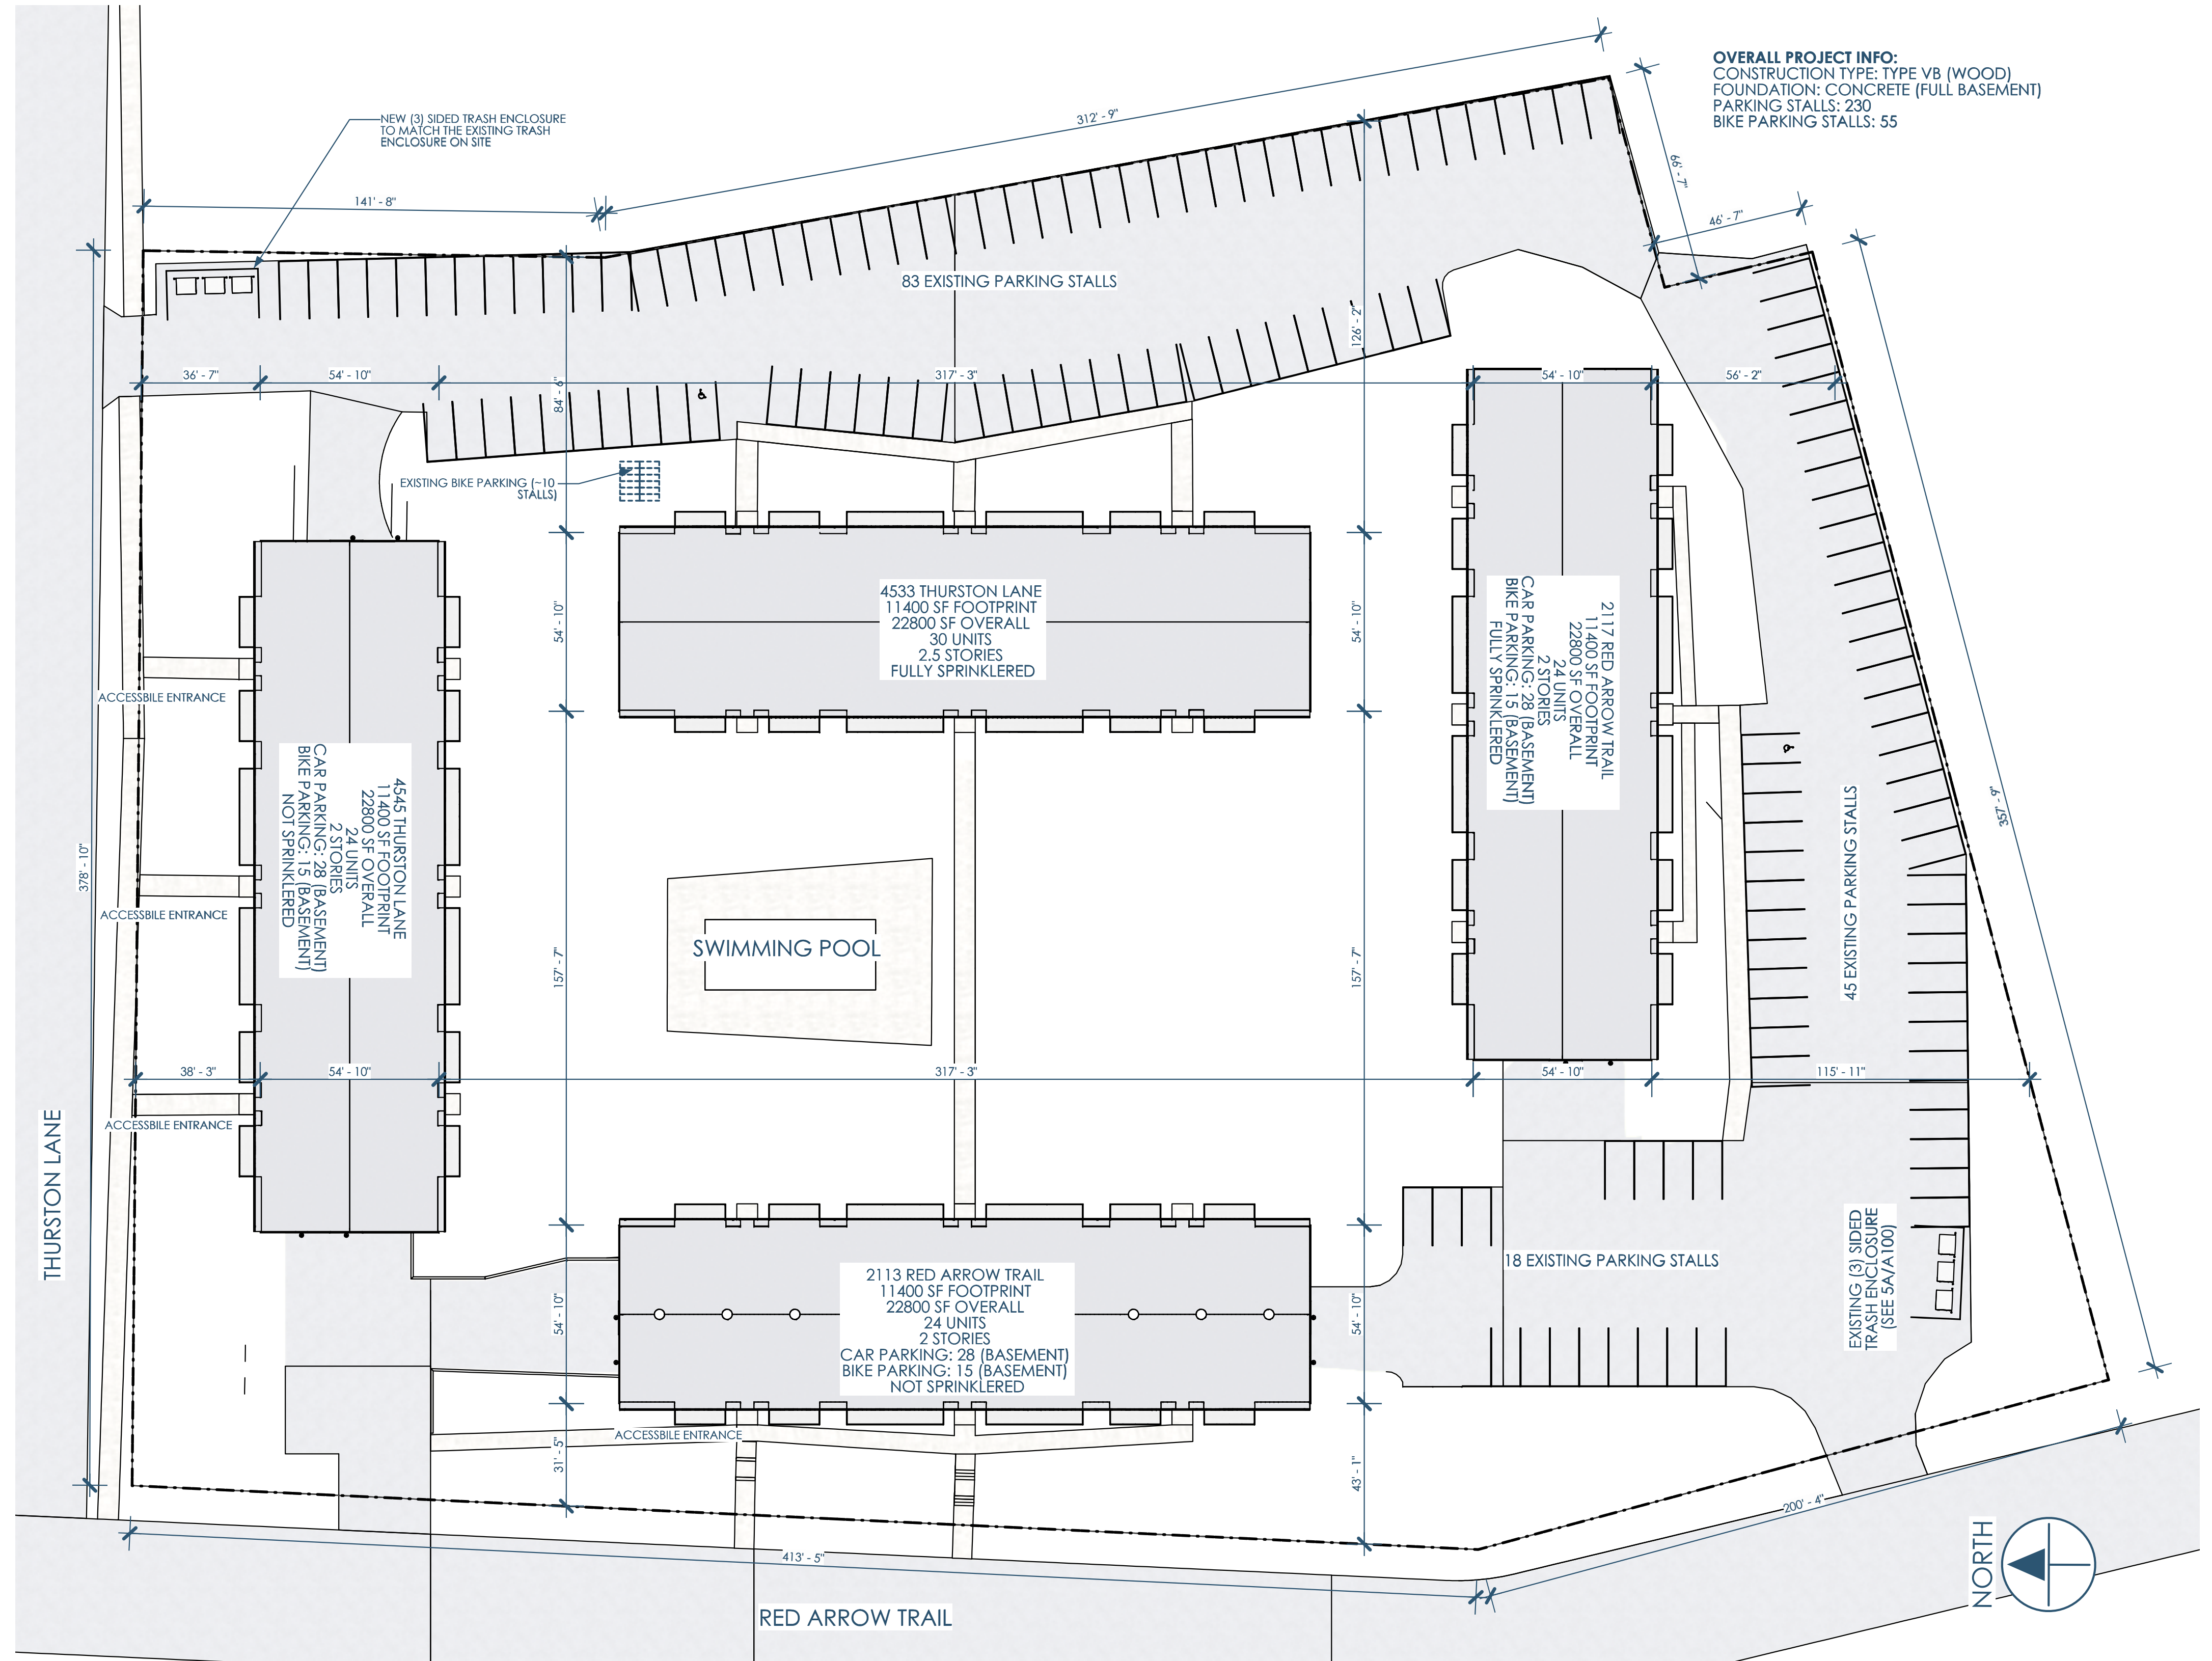 OVERALL PROJECT INFO:
CONSTRUCTION TYPE: TYPE VB (WOOD)
FOUNDATION: CONCRETE (FULL BASEMENT)
PARKING STALLS: 230
BIKE PARKING STALLS: 55
NEW (3) SIDED TRASH ENCLOSURE
TO MATCH THE EXISTING TRASH
ENCLOSURE ON SITE
312' - 9"
66' - 7"
46' - 7"
141' - 8"
83 EXISTING PARKING STALLS
126' - 2"
36' - 7"
54' - 10"
84' - 6"
317' - 3"
54' - 10"
56' - 2"
EXISTING BIKE PARKING (~10
STALLS)
4533 THURSTON LANE
11400 SF FOOTPRINT
22800 SF OVERALL
30 UNITS
2.5 STORIES
FULLY SPRINKLERED
54' - 10"
54' - 10"
2117 RED ARROW TRAIL
11400 SF FOOTPRINT
22800 SF OVERALL
24 UNITS
2 STORIES
CAR PARKING: 28 (BASEMENT)
BIKE PARKING: 15 (BASEMENT)
FULLY SPRINKLERED
ACCESSBILE ENTRANCE
4545 THURSTON LANE
11400 SF FOOTPRINT
22800 SF OVERALL
24 UNITS
2 STORIES
CAR PARKING: 28 (BASEMENT)
BIKE PARKING: 15 (BASEMENT)
NOT SPRINKLERED
378' - 10"
357' - 9"
45 EXISTING PARKING STALLS
ACCESSBILE ENTRANCE
SWIMMING POOL
157' - 7"
157' - 7"
38' - 3"
54' - 10"
317' - 3"
54' - 10"
115' - 11"
ACCESSBILE ENTRANCE
THURSTON LANE
18 EXISTING PARKING STALLS
EXISTING (3) SIDED
TRASH ENCLOSURE
(SEE 5A/A100)
2113 RED ARROW TRAIL
11400 SF FOOTPRINT
22800 SF OVERALL
24 UNITS
2 STORIES
CAR PARKING: 28 (BASEMENT)
BIKE PARKING: 15 (BASEMENT)
NOT SPRINKLERED
54' - 10"
54' - 10"
ACCESSBILE ENTRANCE
31' - 5"
43' - 1"
200' - 4"
413' - 5"
NORTH
RED ARROW TRAIL